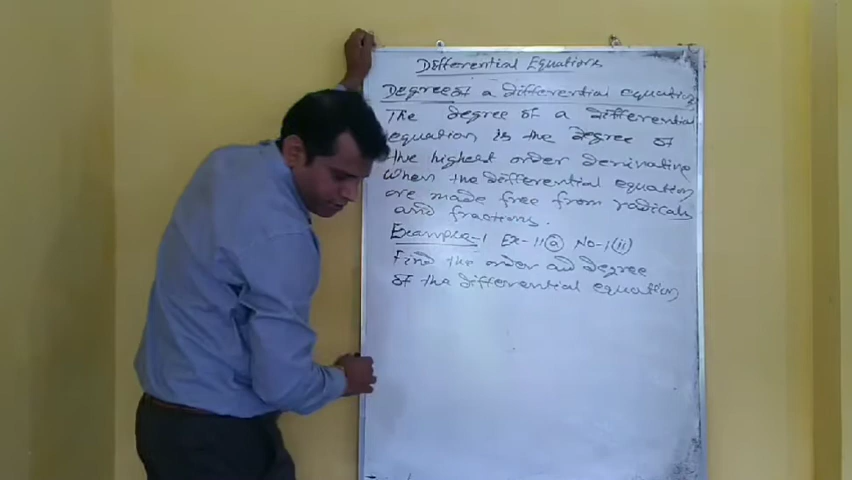 Differential Equations
Degree of a differential equation
The degree of a differential
equation is the degree of
the highest order derivative
when the differential equation
are made free from radicals
and fractions.
Example-1 Ex-11(a) No-1(ii)
Find the order and degree
of the differential equation